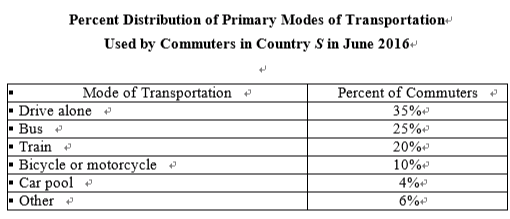 Percent Distribution of Primary Modes of Transportation
Used by Commuters in Country S in June 2016
Mode of Transportation Percent of Commuters
Drive alone 35%
Bus 25%
Train 20%
Bicycle or motorcycle 10%
Car pool 4%
Other 6%